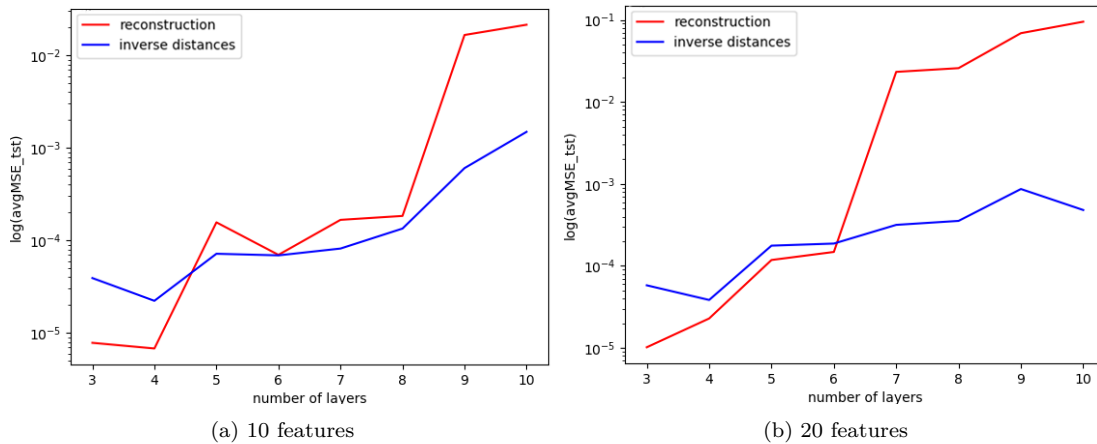 reconstruction
inverse distances
10⁻²
10⁻³
10⁻⁴
10⁻⁵
log(avgMSE_tst)
3 4 5 6 7 8 9 10
number of layers
(a) 10 features
reconstruction
inverse distances
10⁻¹
10⁻²
10⁻³
10⁻⁴
10⁻⁵
log(avgMSE_tst)
3 4 5 6 7 8 9 10
number of layers
(b) 20 features